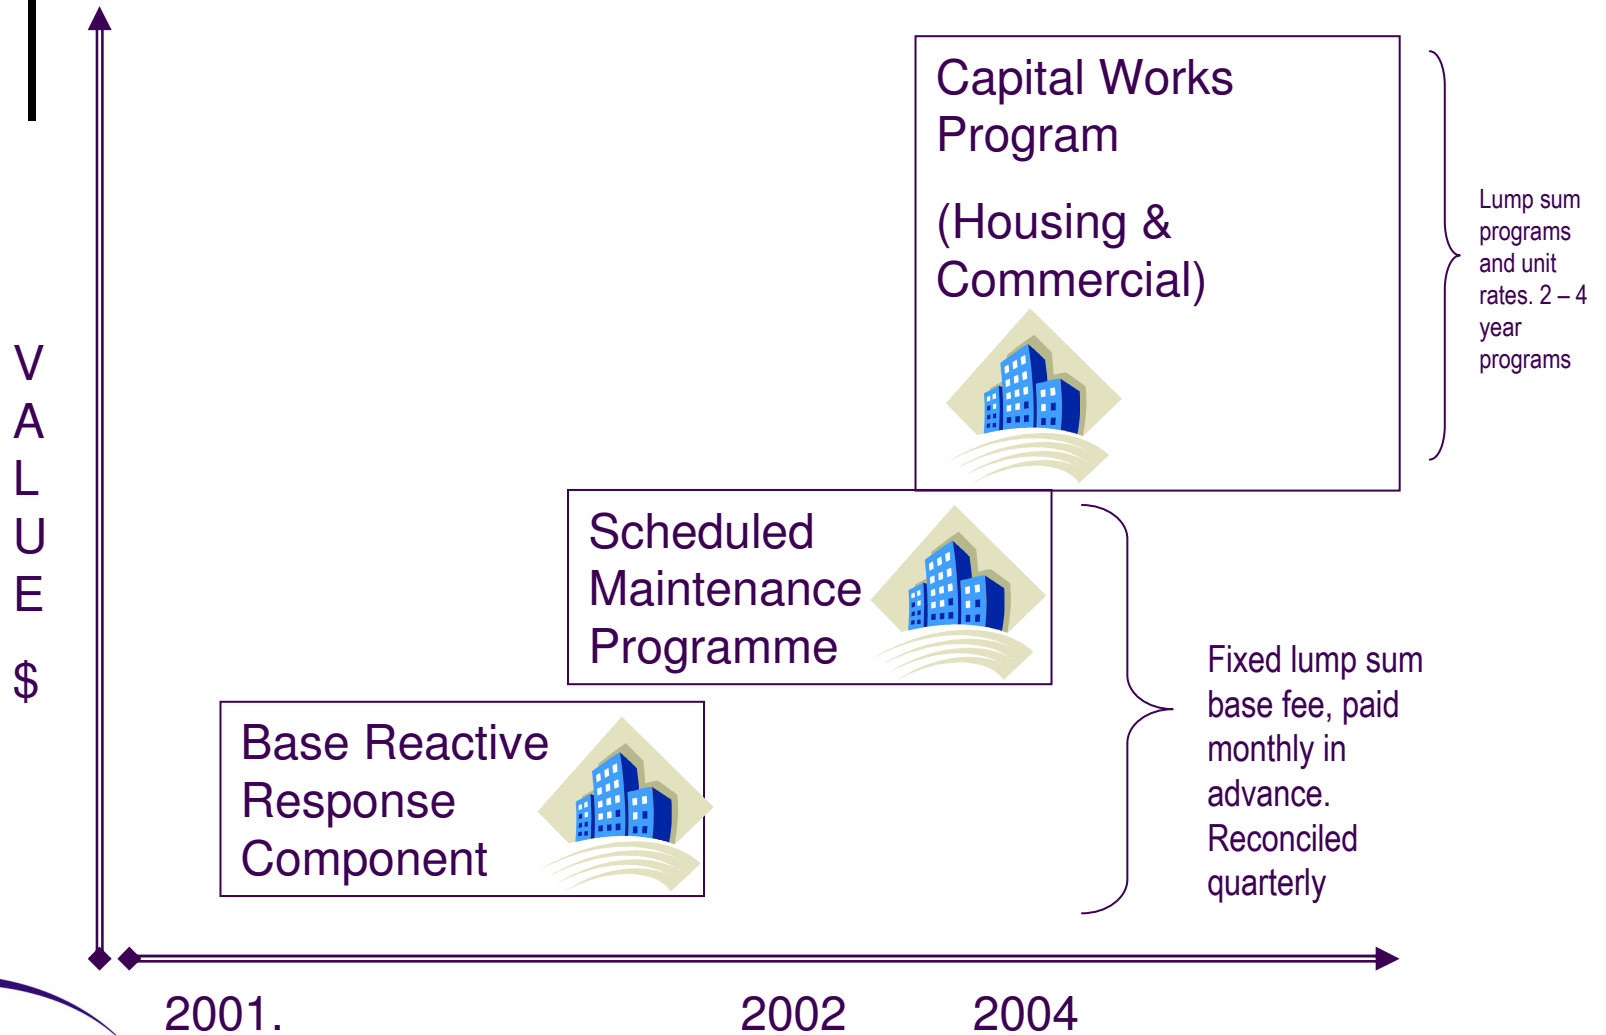 Capital Works
Program
(Housing &
Commercial)
Lump sum
programs
and unit
rates. 2 – 4
year
programs
V
A
L
U
E
$
Scheduled
Maintenance
Programme
Fixed lump sum
base fee, paid
monthly in
advance.
Reconciled
quarterly
Base Reactive
Response
Component
2001. 2002 2004